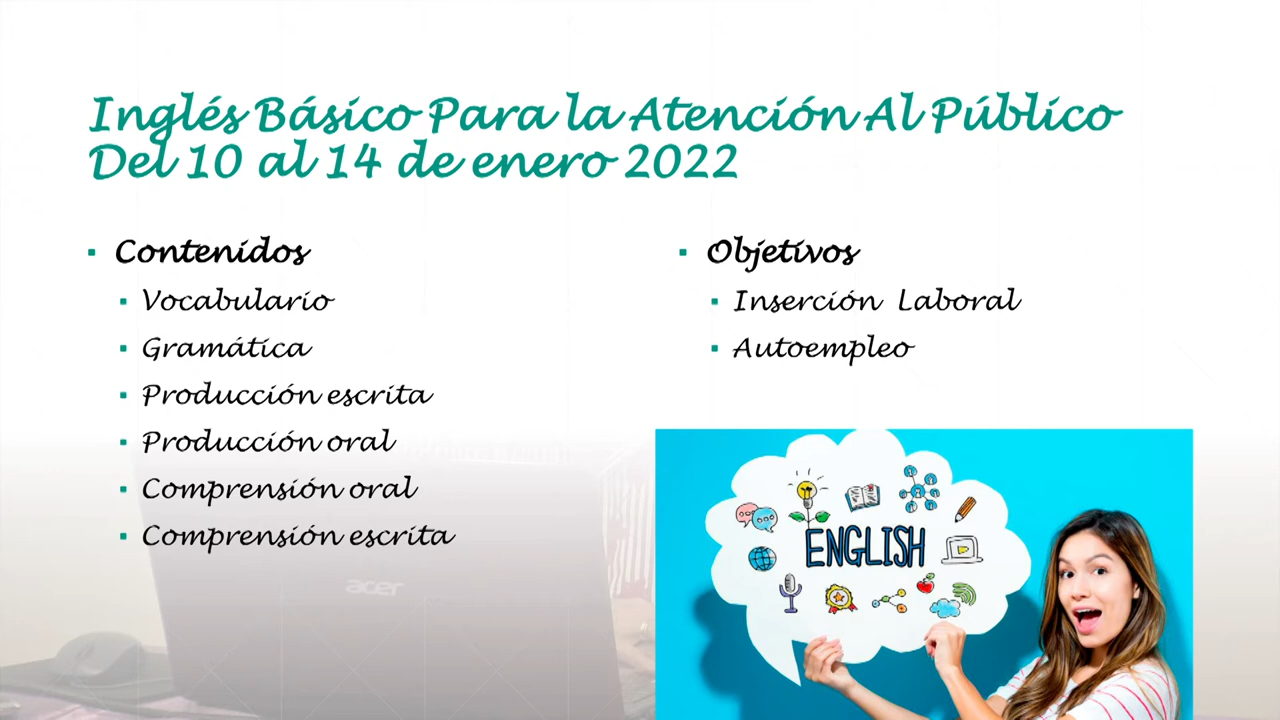 Inglés Básico Para la Atención Al Público
Del 10 al 14 de enero 2022
Contenidos
Vocabulario
Gramática
Producción escrita
Producción oral
Comprensión oral
Comprensión escrita
Objetivos
Inserción Laboral
Autoempleo
ENGLISH
acer